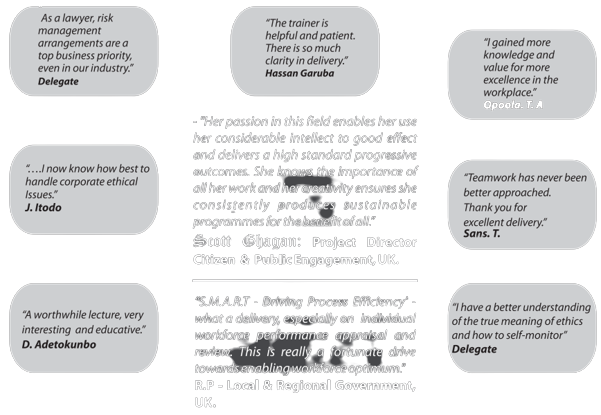 As a lawyer, risk
management
arrangements are a
top business priority,
even in our industry.”
Delegate
“The trainer is
helpful and patient.
There is so much
clarity in delivery.”
Hassan Garuba
“I gained more
knowledge and
value for more
excellence in the
workplace.”
T. A
- “Her passion in this field enables her use
her considerable intellect to good effect
and delivers a high standard progressive
outcomes. She knows the importance of
all her work and her creativity ensures she
consistently produces sustainable
programmes for the benefit of all.”
Scott Ghagan: Project Director
Citizen & Public Engagement, UK.
“….I now know how best to
handle corporate ethical
Issues.”
J. Itodo
“Teamwork has never been
better approached.
Thank you for
excellent delivery.”
Sans. T.
“A worthwhile lecture, very
interesting and educative.”
D. Adetokunbo
“S.M.A.R.T - Driving Process Efficiency’ -
what a delivery, especially on individual
workforce performance appraisal and
review. This is really a fortunate drive
towards enabling workforce optimum.”
R.P - Local & Regional Government,
UK.
“I have a better understanding
of the true meaning of ethics
and how to self-monitor”
Delegate